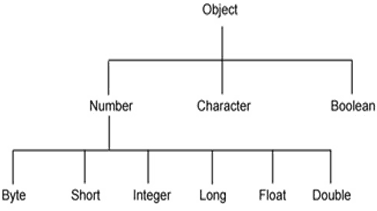 Object
Number Character Boolean
Byte Short Integer Long Float Double